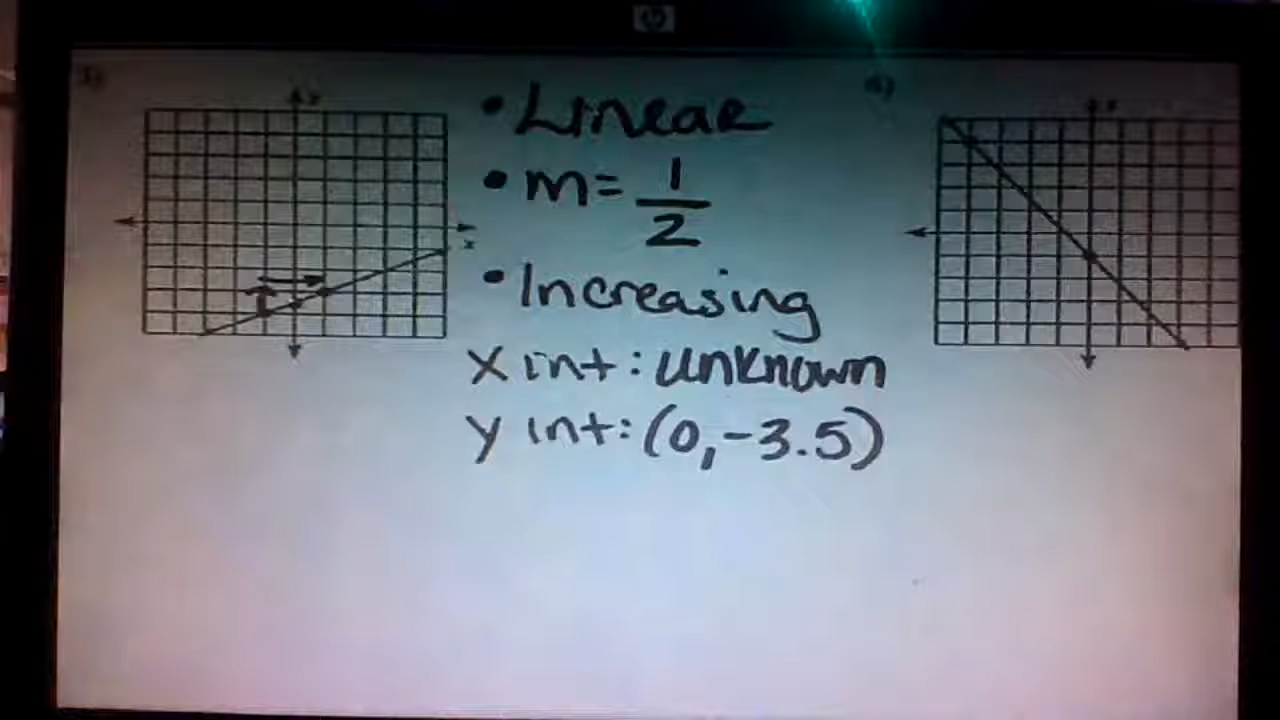 • Linear
• m = 1/2
• Increasing
X int: unknown
y int: (0, -3.5)
x